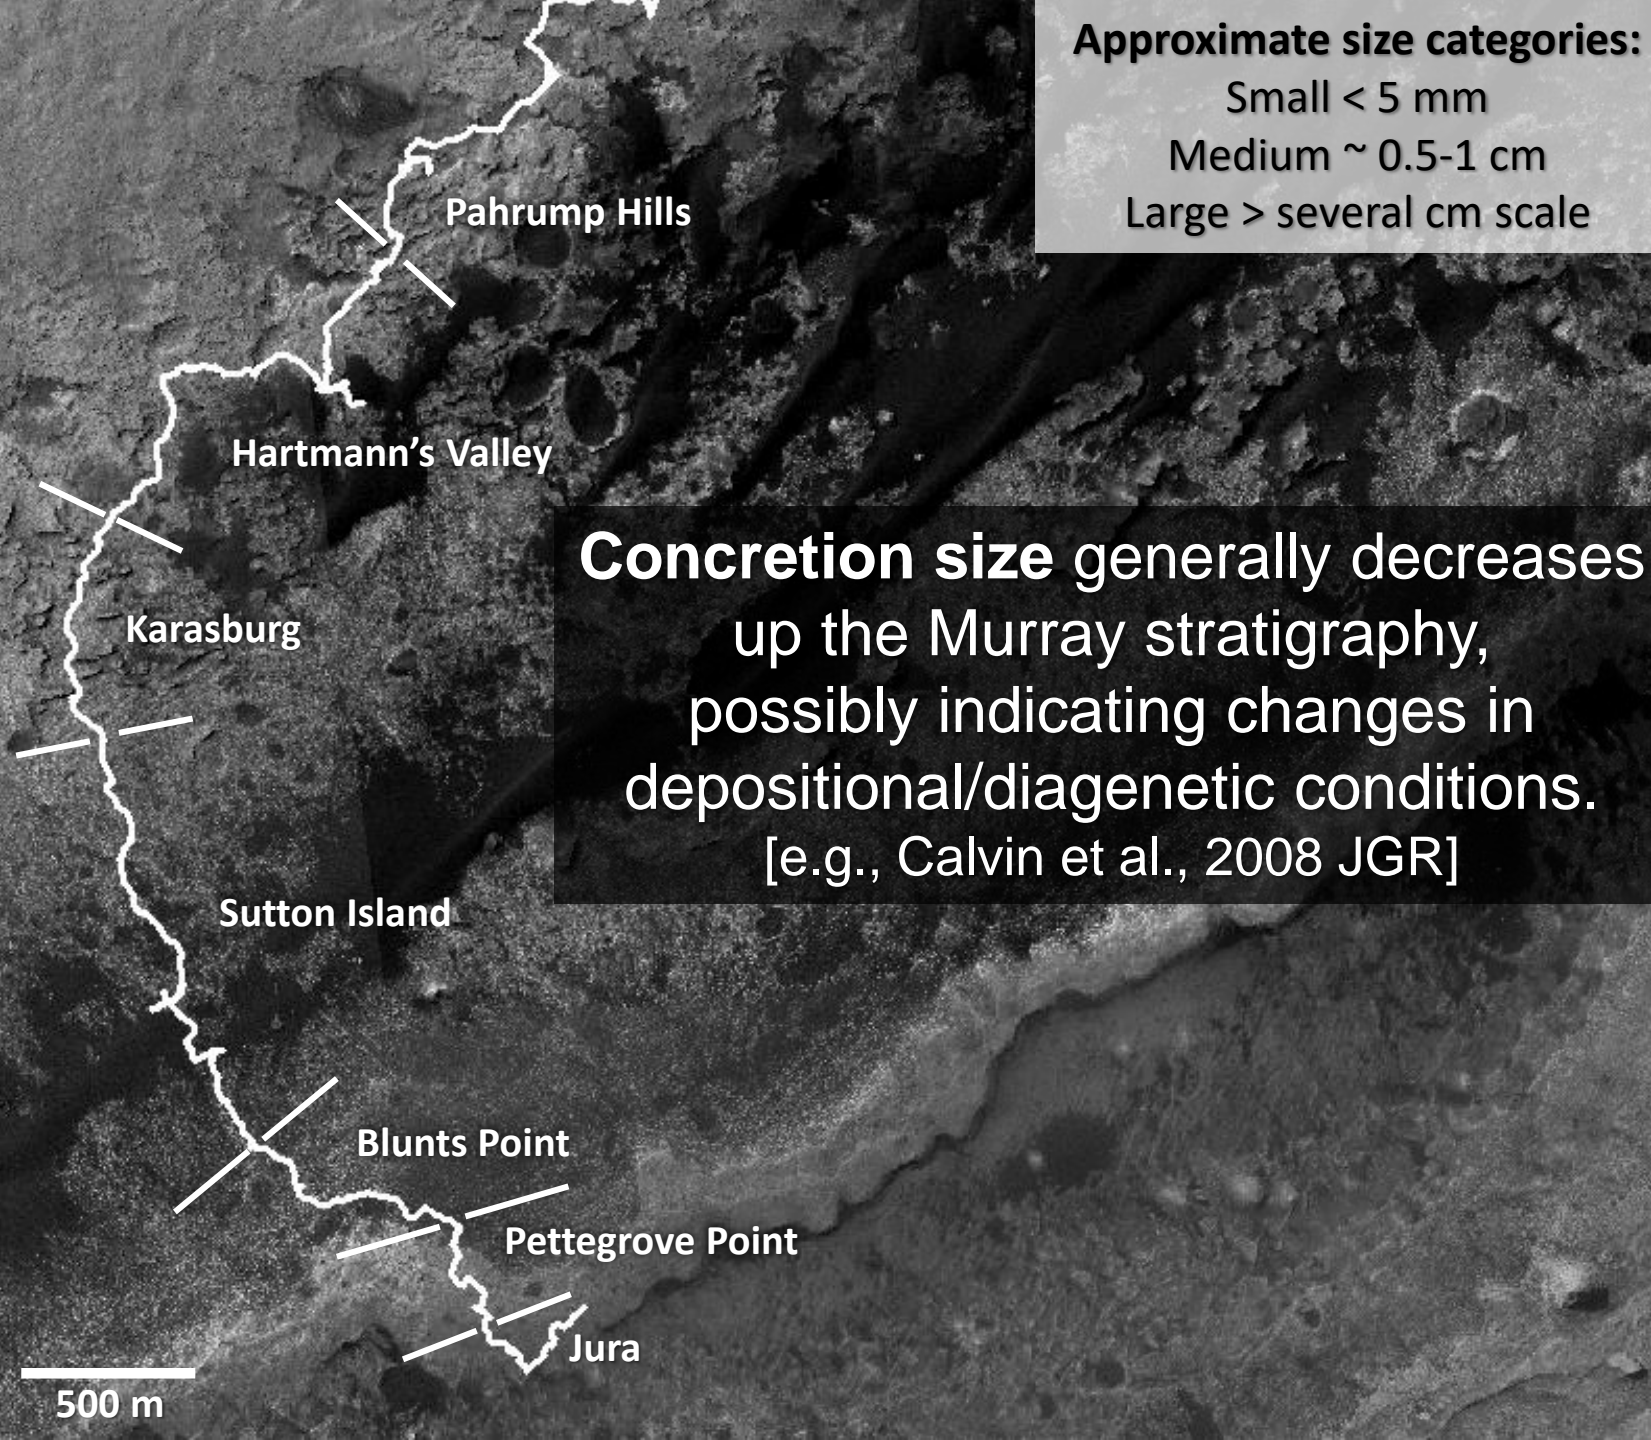 Approximate size categories:
Small < 5 mm
Medium ~ 0.5-1 cm
Large > several cm scale
Pahrump Hills
Hartmann’s Valley
Concretion size generally decreases
up the Murray stratigraphy,
possibly indicating changes in
depositional/diagenetic conditions.
[e.g., Calvin et al., 2008 JGR]
Karasburg
Sutton Island
Blunts Point
Pettegrove Point
Jura
500 m